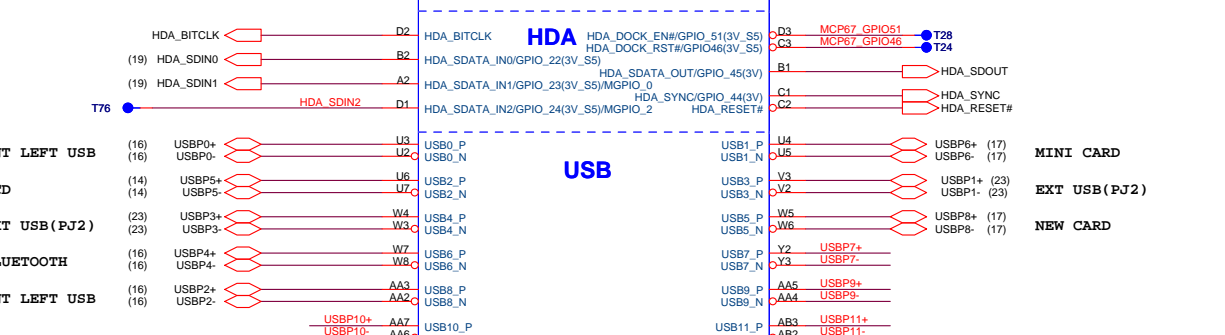 HDA
HDA_BITCLK D2 HDA_BITCLK HDA_DOCK_EN#/GPIO_51(3V_S5) D3 MCP67_GPIO51 T28
HDA_DOCK_RST#/GPIO46(3V_S5) C3 MCP67_GPIO46 T24
(19) HDA_SDIN0 B2 HDA_SDATA_IN0/GPIO_22(3V_S5)
HDA_SDATA_OUT/GPIO_45(3V) B1 HDA_SDOUT
(19) HDA_SDIN1 A2 HDA_SDATA_IN1/GPIO_23(3V_S5)/MGPIO_0
HDA_SYNC/GPIO_44(3V) C1 HDA_SYNC
T76 HDA_SDIN2 D1 HDA_SDATA_IN2/GPIO_24(3V_S5)/MGPIO_2 HDA_RESET# C2 HDA_RESET#
USB
NT LEFT USB (16) USBP0+ U3 USB0_P USB1_P U4 USBP6+ (17) MINI CARD
(16) USBP0- U2 USB0_N USB1_N U5 USBP6- (17)
(14) USBP5+ U6 USB2_P USB3_P V3 USBP1+ (23) EXT USB(PJ2)
(14) USBP5- U7 USB2_N USB3_N V2 USBP1- (23)
T USB(PJ2) (23) USBP3+ W4 USB4_P USB5_P W5 USBP8+ (17) NEW CARD
(23) USBP3- W3 USB4_N USB5_N W6 USBP8- (17)
UETOOTH (16) USBP4+ W7 USB6_P USB7_P Y2 USBP7+
(16) USBP4- W8 USB6_N USB7_N Y3 USBP7-
NT LEFT USB (16) USBP2+ AA3 USB8_P USB9_P AA5 USBP9+
(16) USBP2- AA2 USB8_N USB9_N AA4 USBP9-
USBP10+ AA7 USB10_P USB11_P AB3 USBP11+
USBP10- AA6 AB2 USBP11-